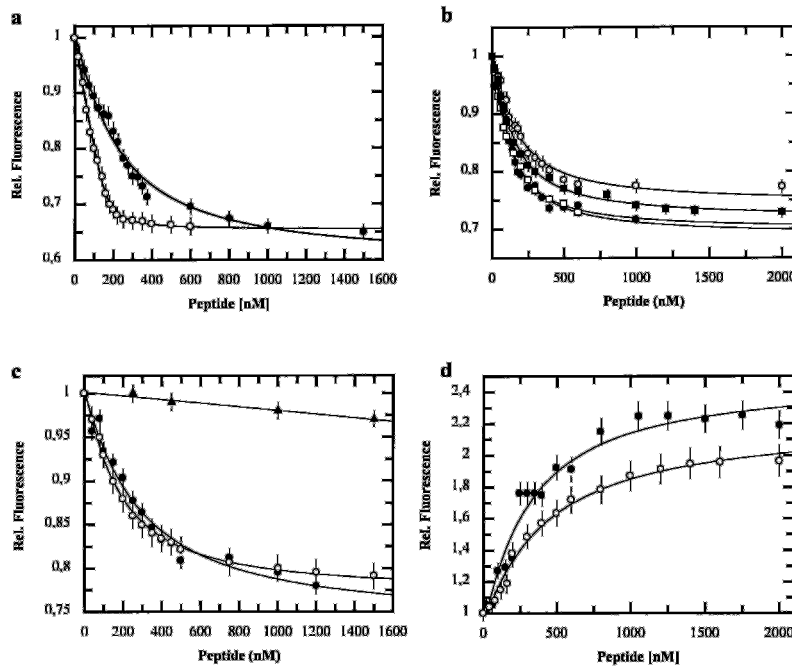 a
Rel. Fluorescence
1
0,9
0,8
0,7
0,6
0 200 400 600 800 1000 1200 1400 1600
Peptide [nM]
b
Rel. Fluorescence
1
0,9
0,8
0,7
0 500 1000 1500 2000
Peptide (nM)
c
Rel. Fluorescence
1
0,95
0,9
0,85
0,8
0,75
0 200 400 600 800 1000 1200 1400 1600
Peptide (nM)
d
Rel. Fluorescence
2,4
2,2
2
1,8
1,6
1,4
1,2
1
0 500 1000 1500 2000
Peptide [nM]